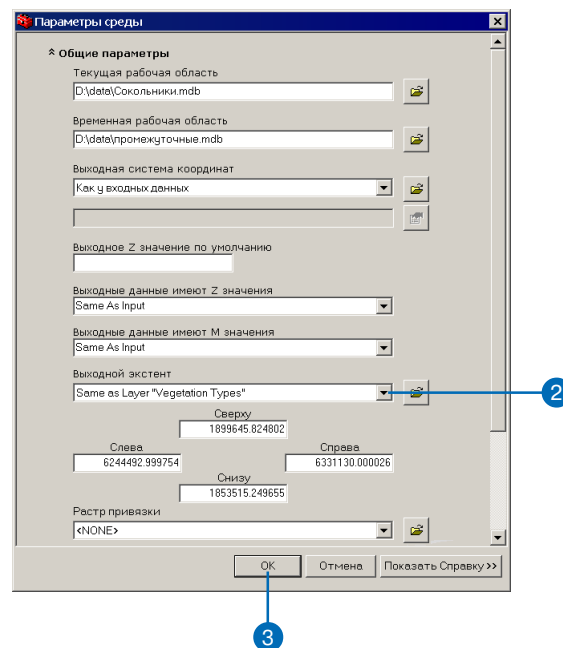 Параметры среды
Общие параметры
Текущая рабочая область
D:\data\Сокольники.mdb
Временная рабочая область
D:\data\промежуточные.mdb
Выходная система координат
Как у входных данных
Выходное Z значение по умолчанию
Выходные данные имеют Z значения
Same As Input
Выходные данные имеют M значения
Same As Input
Выходной экстент
Same as Layer "Vegetation Types"
2
Сверху
1899645.824802
Слева Справа
6244492.999754 6331130.000026
Снизу
1853515.249655
Растр привязки
<NONE>
OK Отмена Показать Справку >>
3